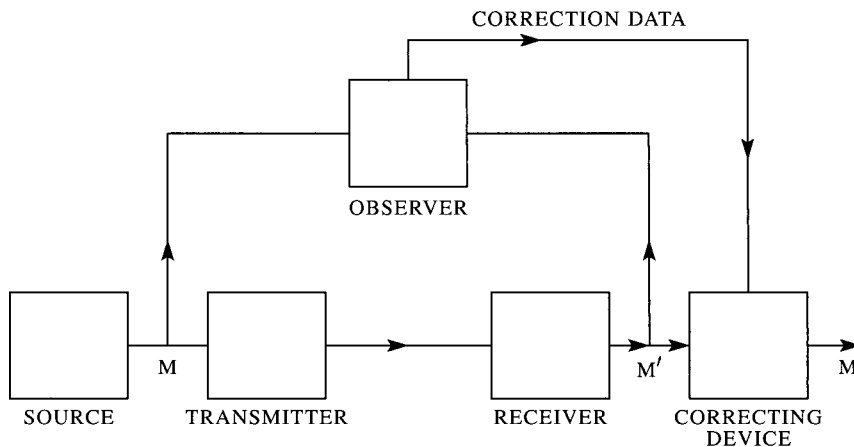 CORRECTION DATA
OBSERVER
M
M′
M
SOURCE
TRANSMITTER
RECEIVER
CORRECTING
DEVICE